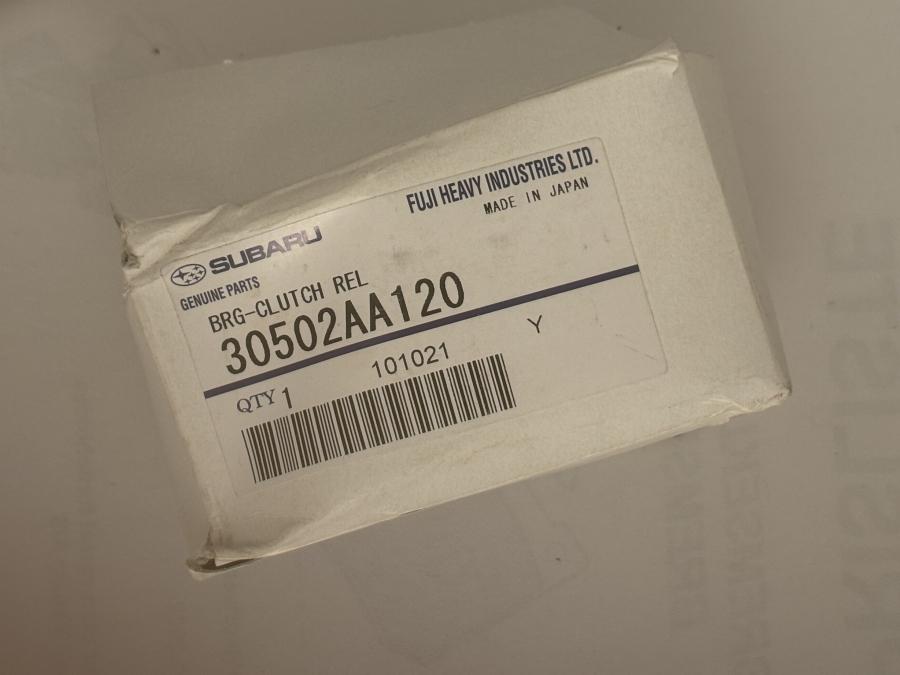 SUBARU
GENUINE PARTS
FUJI HEAVY INDUSTRIES LTD.
MADE IN JAPAN
BRG-CLUTCH REL
30502AA120
QTY 1
101021
Y